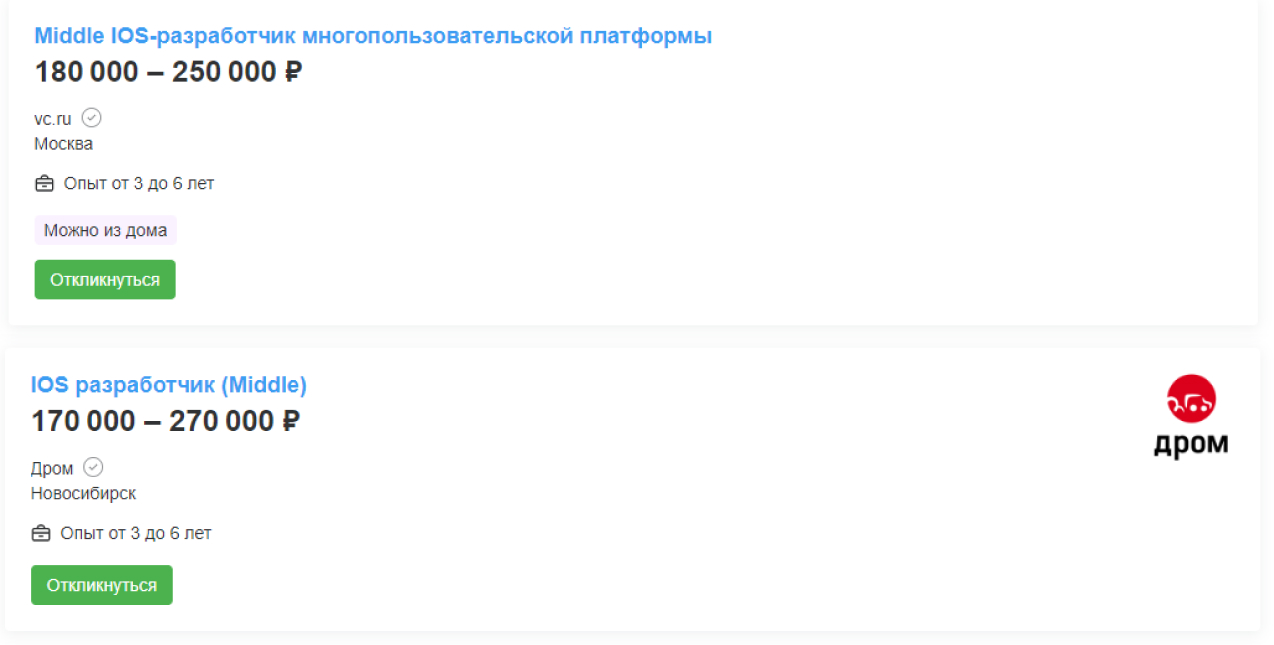 Middle IOS-разработчик многопользовательской платформы
180 000 – 250 000 ₽
vc.ru
Москва
Опыт от 3 до 6 лет
Можно из дома
Откликнуться
IOS разработчик (Middle)
170 000 – 270 000 ₽
дром
Дром
Новосибирск
Опыт от 3 до 6 лет
Откликнуться